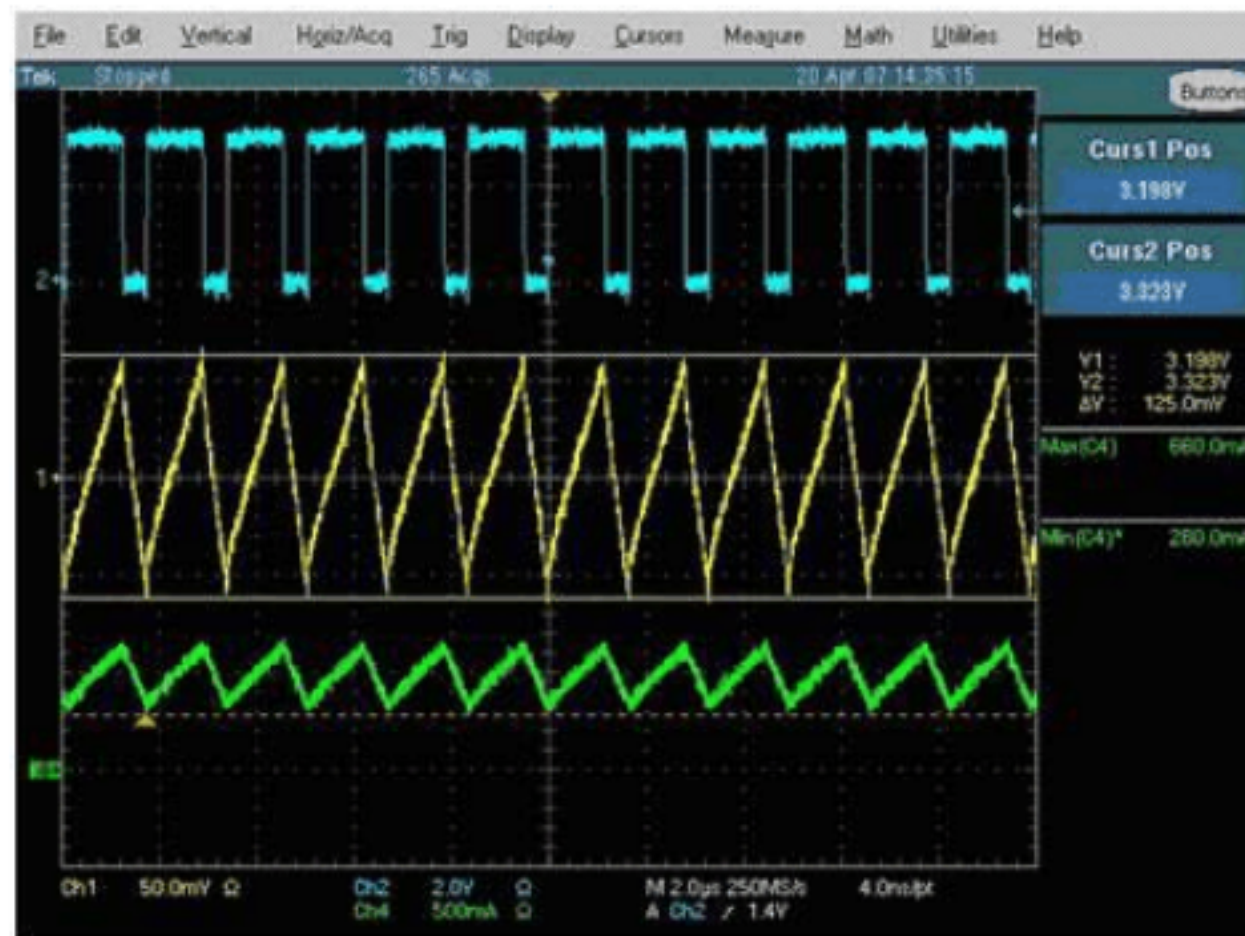 File Edit Vertical Horiz/Acq Trig Display Cursors Measure Math Utilities Help
Tek Stopped 265 Acqs 20 Apr 07 14:35:15
Buttons
Curs1 Pos
3.198V
Curs2 Pos
3.323V
V1 : 3.198V
V2 : 3.323V
ΔV : 125.0mV
Max(C4) 660.0mA
Min(C4)* 280.0mA
2
1
Ch1 50.0mV Ω Ch2 2.0V Ω M 2.0µs 250MS/s 4.0ns/pt
Ch4 500mA Ω A Ch2 ∕ 1.4V